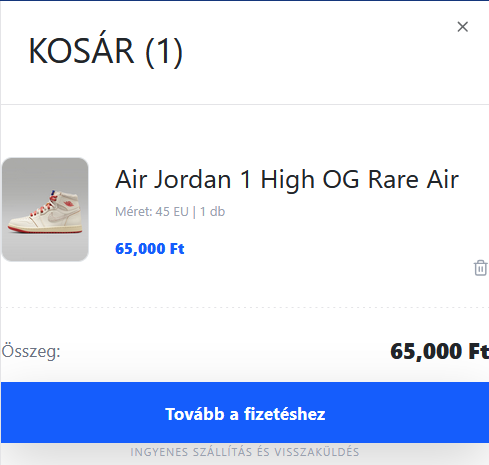 KOSÁR (1)
Air Jordan 1 High OG Rare Air
Méret: 45 EU | 1 db
65,000 Ft
Összeg:
65,000 Ft
Tovább a fizetéshez
INGYENES SZÁLLÍTÁS ÉS VISSZAKÜLDÉS